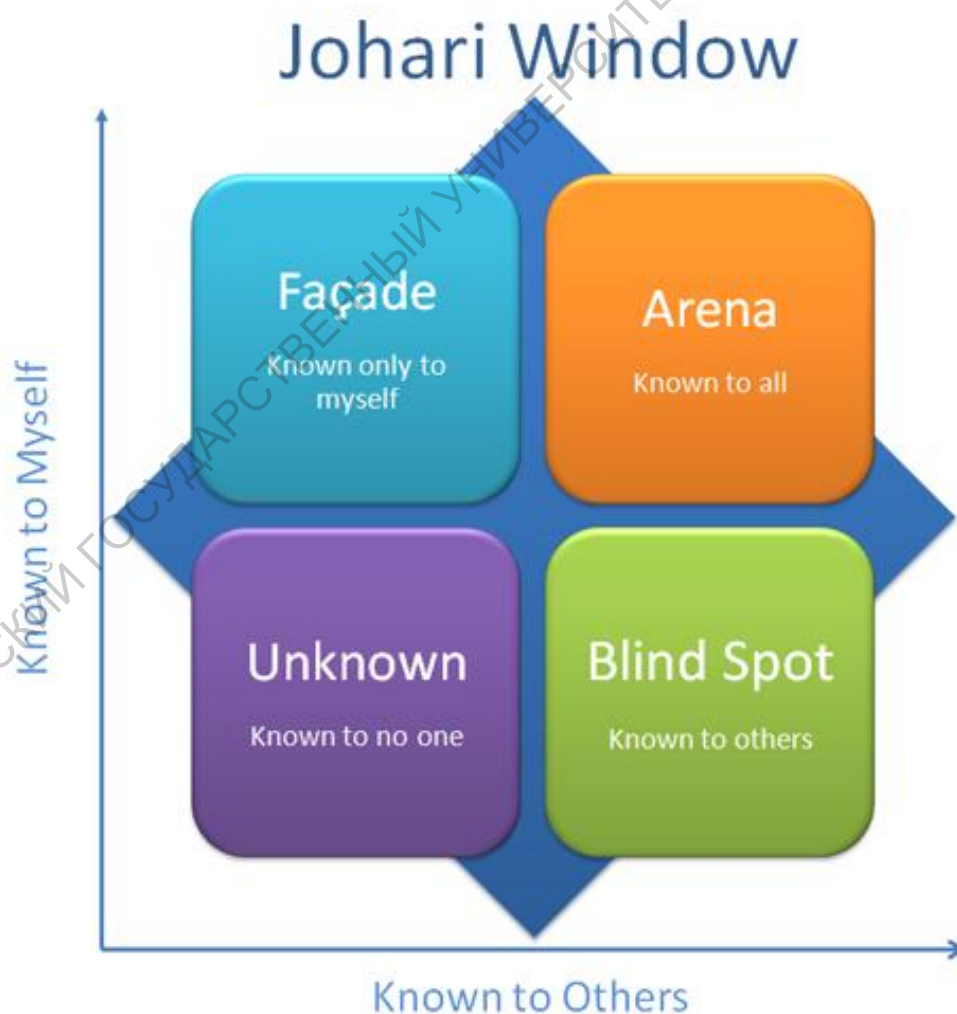 Johari Window
Façade
Known only to
myself
Arena
Known to all
Unknown
Known to no one
Blind Spot
Known to others
Known to Myself
Known to Others
ГОСУДАРСТВЕННЫЙ